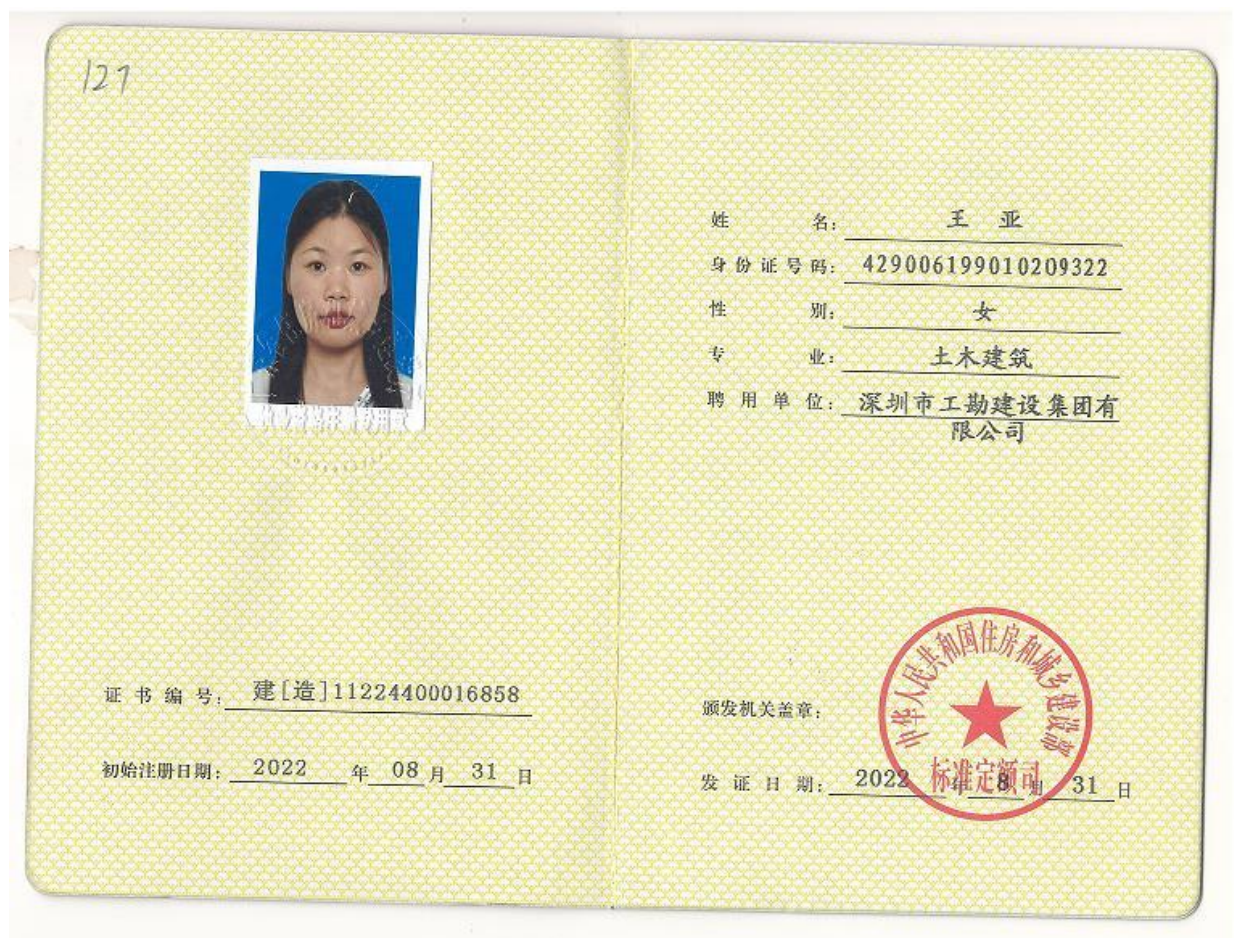 127
证书编号: 建[造]11224400016858
初始注册日期: 2022 年 08 月 31 日
姓名: 王亚
身份证号码: 429006199010209322
性别: 女
专业: 土木建筑
聘用单位: 深圳市工勘建设集团有
限公司
颁发机关盖章:
中华人民共和国住房和城乡建设部
标准定额司
发证日期: 2022 年 8 月 31 日